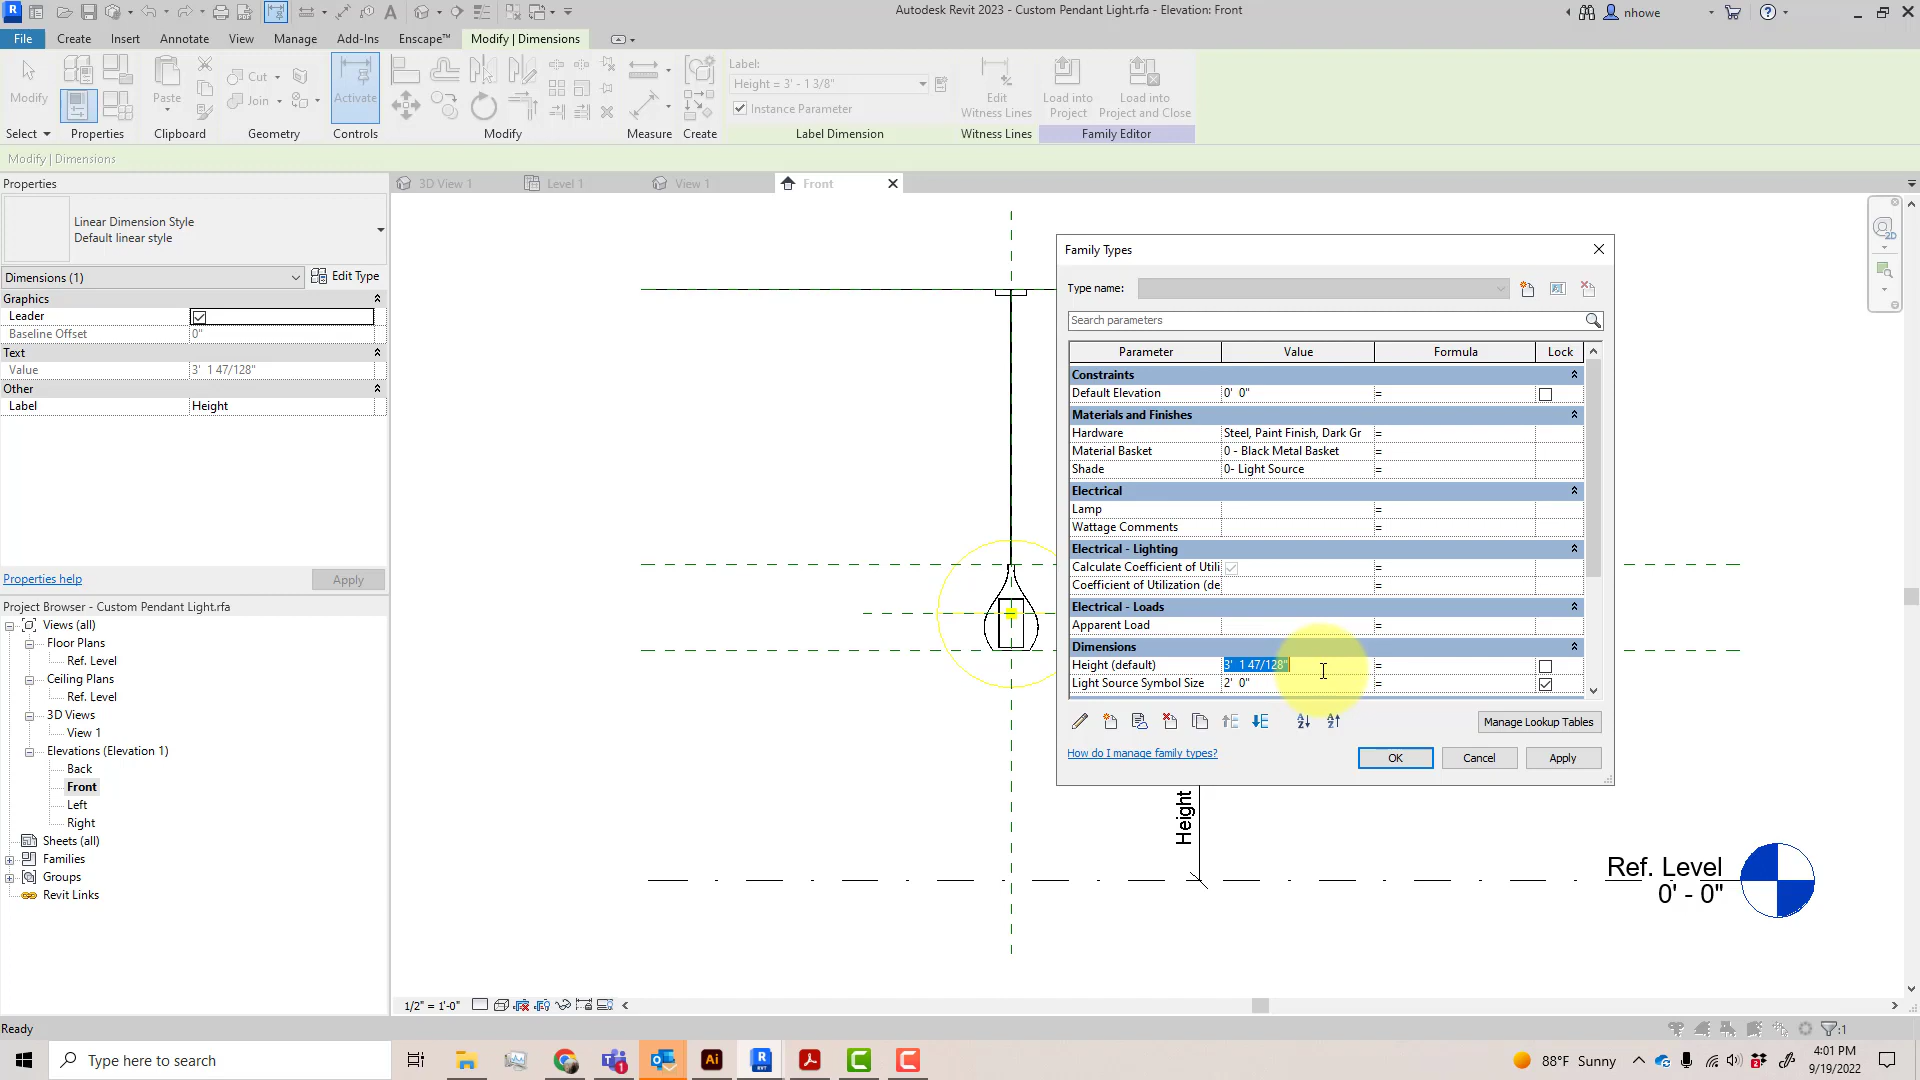 Autodesk Revit 2023 - Custom Pendant Light.rfa - Elevation: Front
nhowe
File Create Insert Annotate View Manage Add-Ins Enscape™ Modify | Dimensions
Modify
Paste
Cut
Join
Activate
Label:
Height = 3' - 1 3/8"
Instance Parameter
Edit
Witness Lines
Load into
Project
Load into
Project and Close
Select Properties Clipboard Geometry Controls Modify Measure Create Label Dimension Witness Lines Family Editor
Modify | Dimensions
Properties
3D View 1 Level 1 View 1 Front
Linear Dimension Style
Default linear style
Dimensions (1) Edit Type
Graphics
Leader
Baseline Offset 0"
Text
Value 3' 1 47/128"
Other
Label Height
Properties help Apply
Project Browser - Custom Pendant Light.rfa
Views (all)
Floor Plans
Ref. Level
Ceiling Plans
Ref. Level
3D Views
View 1
Elevations (Elevation 1)
Back
Front
Left
Right
Sheets (all)
Families
Groups
Revit Links
Family Types
Type name:
Search parameters
Parameter Value Formula Lock
Constraints
Default Elevation 0' 0" =
Materials and Finishes
Hardware Steel, Paint Finish, Dark Gr =
Material Basket 0 - Black Metal Basket =
Shade 0- Light Source =
Electrical
Lamp =
Wattage Comments =
Electrical - Lighting
Calculate Coefficient of Utili =
Coefficient of Utilization (de =
Electrical - Loads
Apparent Load =
Dimensions
Height (default) 3' 1 47/128" =
Light Source Symbol Size 2' 0" =
Manage Lookup Tables
How do I manage family types?
OK Cancel Apply
Height
Ref. Level
0' - 0"
1/2" = 1'-0"
Ready
:1
Type here to search
88°F Sunny
4:01 PM
9/19/2022